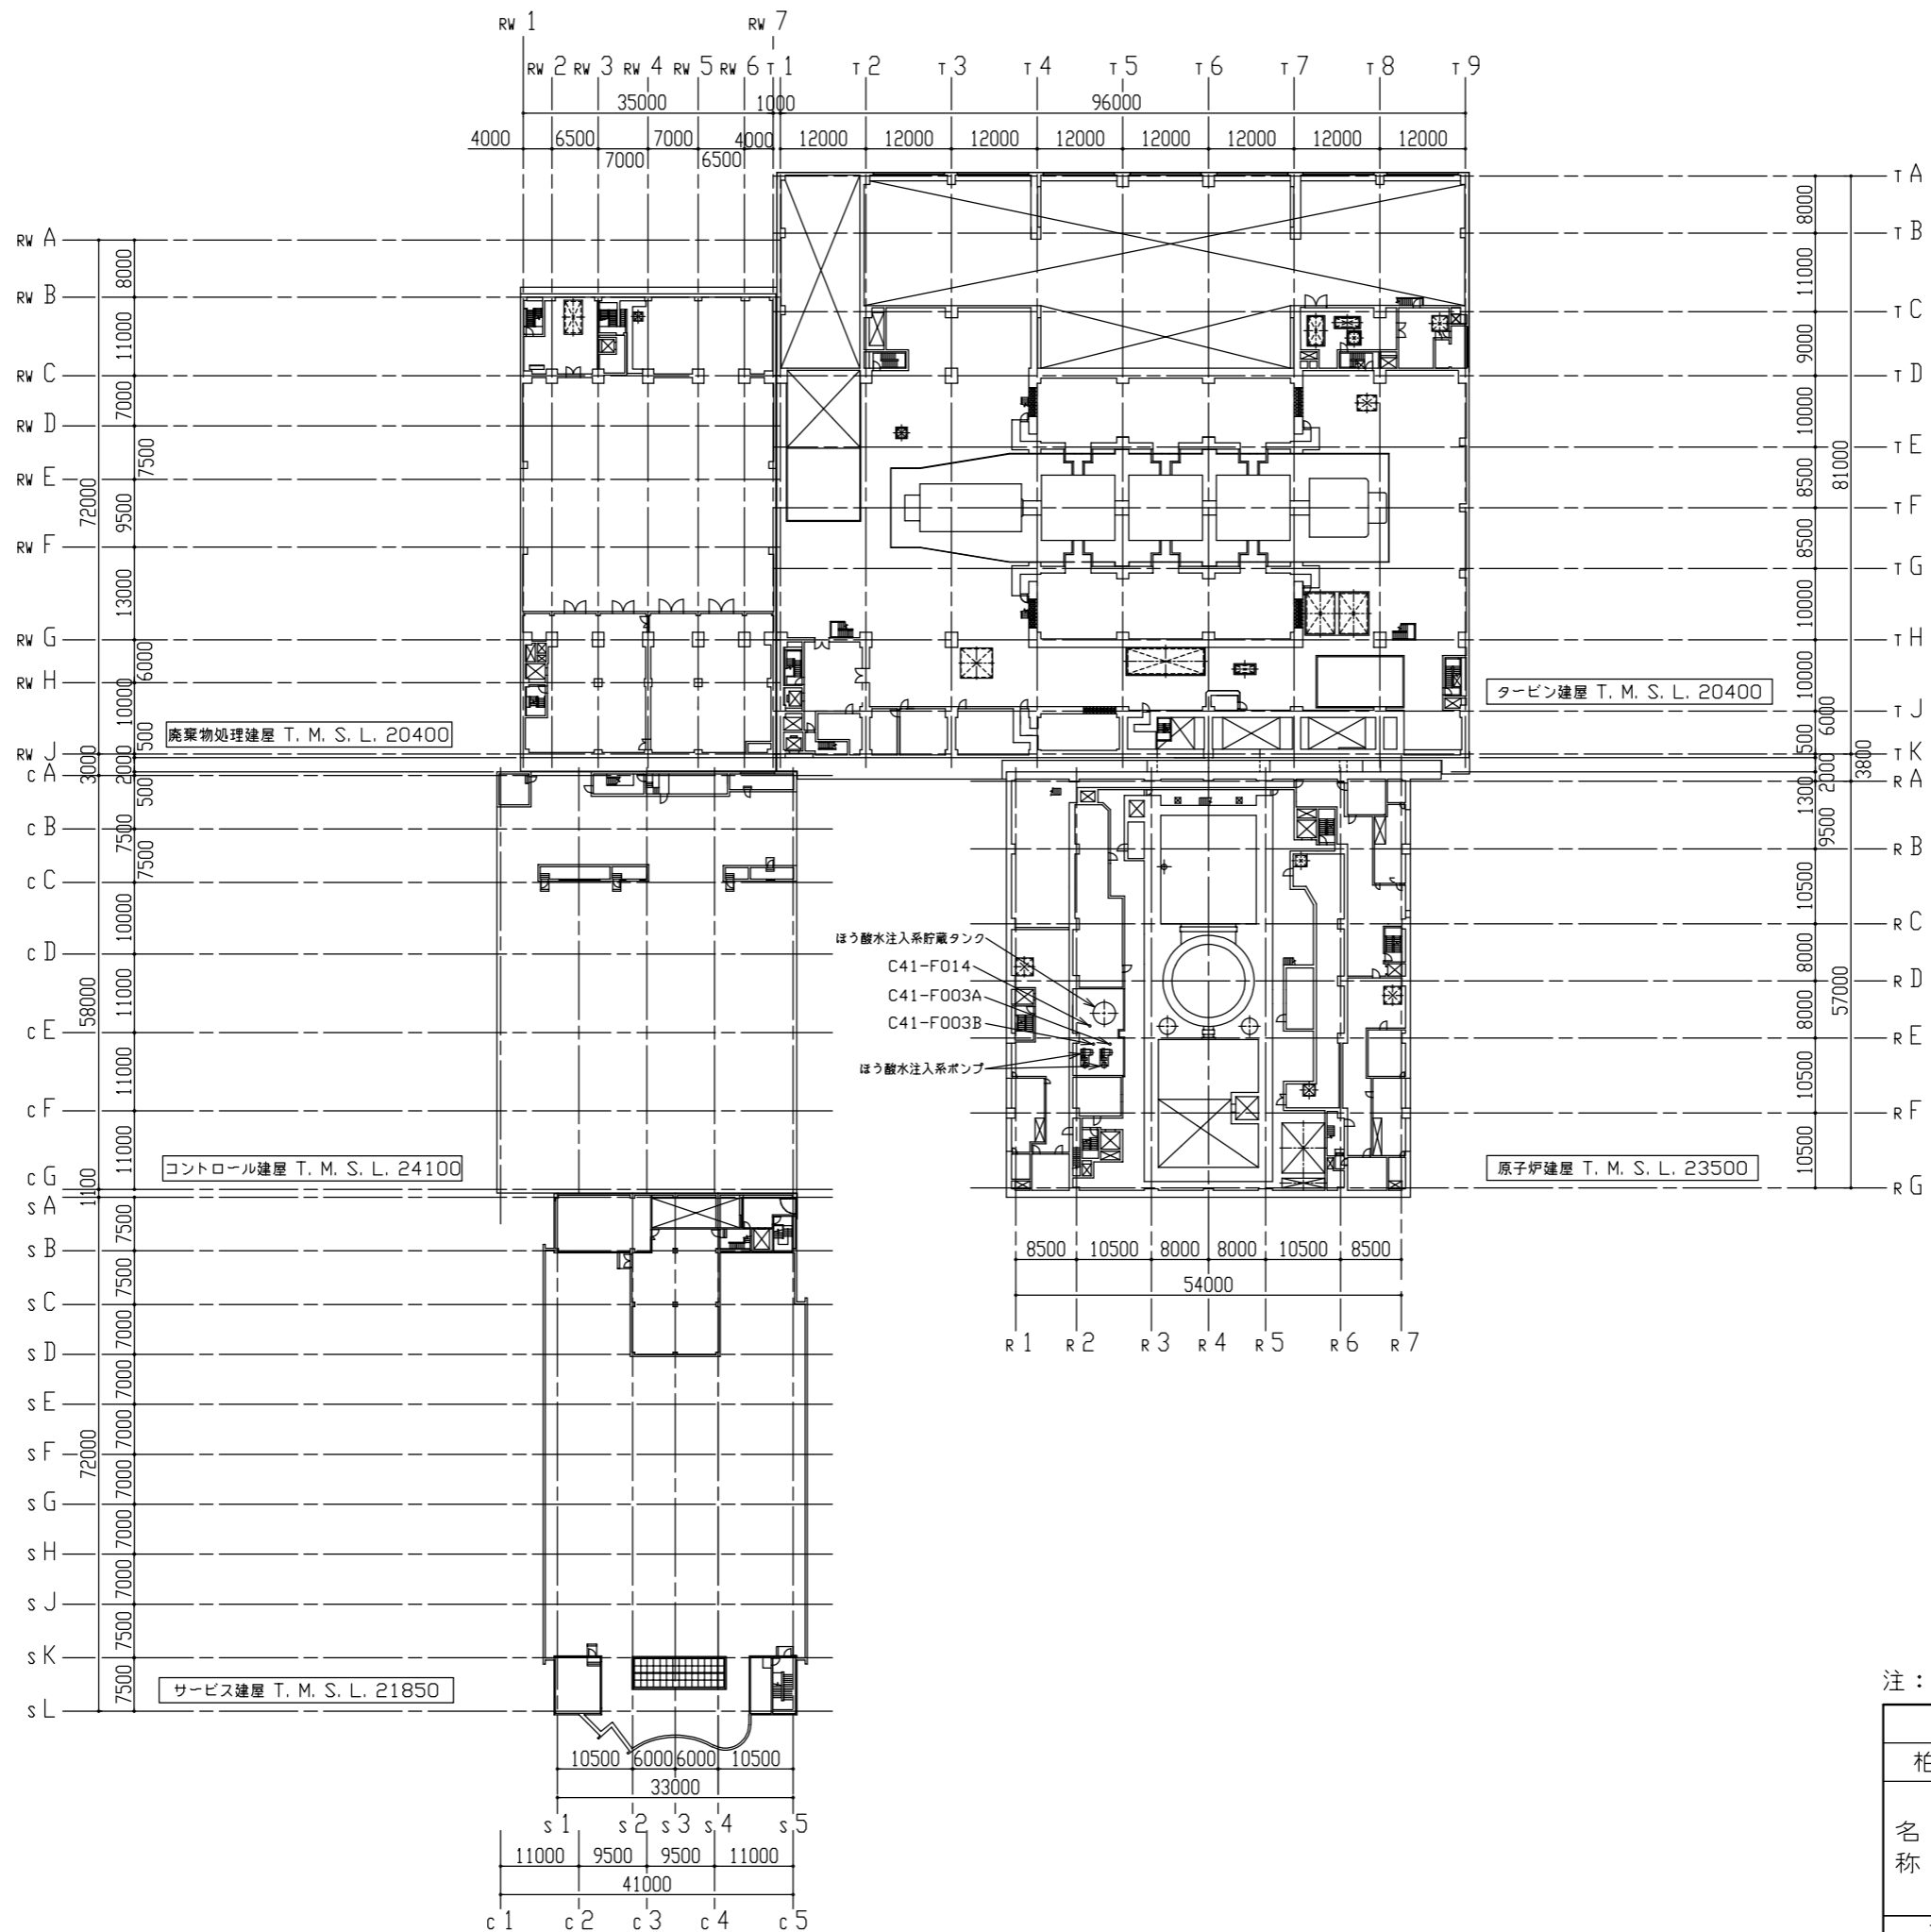 RW 1 RW 7
RW 2 RW 3 RW 4 RW 5 RW 6 T 1 T 2 T 3 T 4 T 5 T 6 T 7 T 8 T 9
35000 1000 96000
4000 6500 7000 4000 12000 12000 12000 12000 12000 12000 12000 12000
7000 6500
RW A
RW B
RW C
RW D
RW E
RW F
RW G
RW H
RW J
8000
11000
7000
7500
9500
13000
6000
10000
500
2000
72000
3000
T A
T B
T C
T D
T E
T F
T G
T H
T J
T K
8000
11000
9000
10000
8500
8500
10000
10000
6000
500
2000
81000
3800
廃棄物処理建屋 T. M. S. L. 20400
タービン建屋 T. M. S. L. 20400
c A
c B
c C
c D
c E
c F
c G
500
7500
7500
10000
11000
11000
11000
11000
58000
1100
コントロール建屋 T. M. S. L. 24100
ほう酸水注入系貯蔵タンク
C41-F014
C41-F003A
C41-F003B
ほう酸水注入系ポンプ
R A
R B
R C
R D
R E
R F
R G
1300
9500
10500
8000
8000
10500
10500
57000
原子炉建屋 T. M. S. L. 23500
8500 10500 8000 8000 10500 8500
54000
R 1 R 2 R 3 R 4 R 5 R 6 R 7
s A
s B
s C
s D
s E
s F
s G
s H
s J
s K
s L
7500
7500
7000
7000
7000
7000
7000
7000
7500
7500
72000
サービス建屋 T. M. S. L. 21850
10500 6000 6000 10500
33000
s 1 s 2 s 3 s 4 s 5
11000 9500 9500 11000
41000
c 1 c 2 c 3 c 4 c 5
注：
柏
名
称